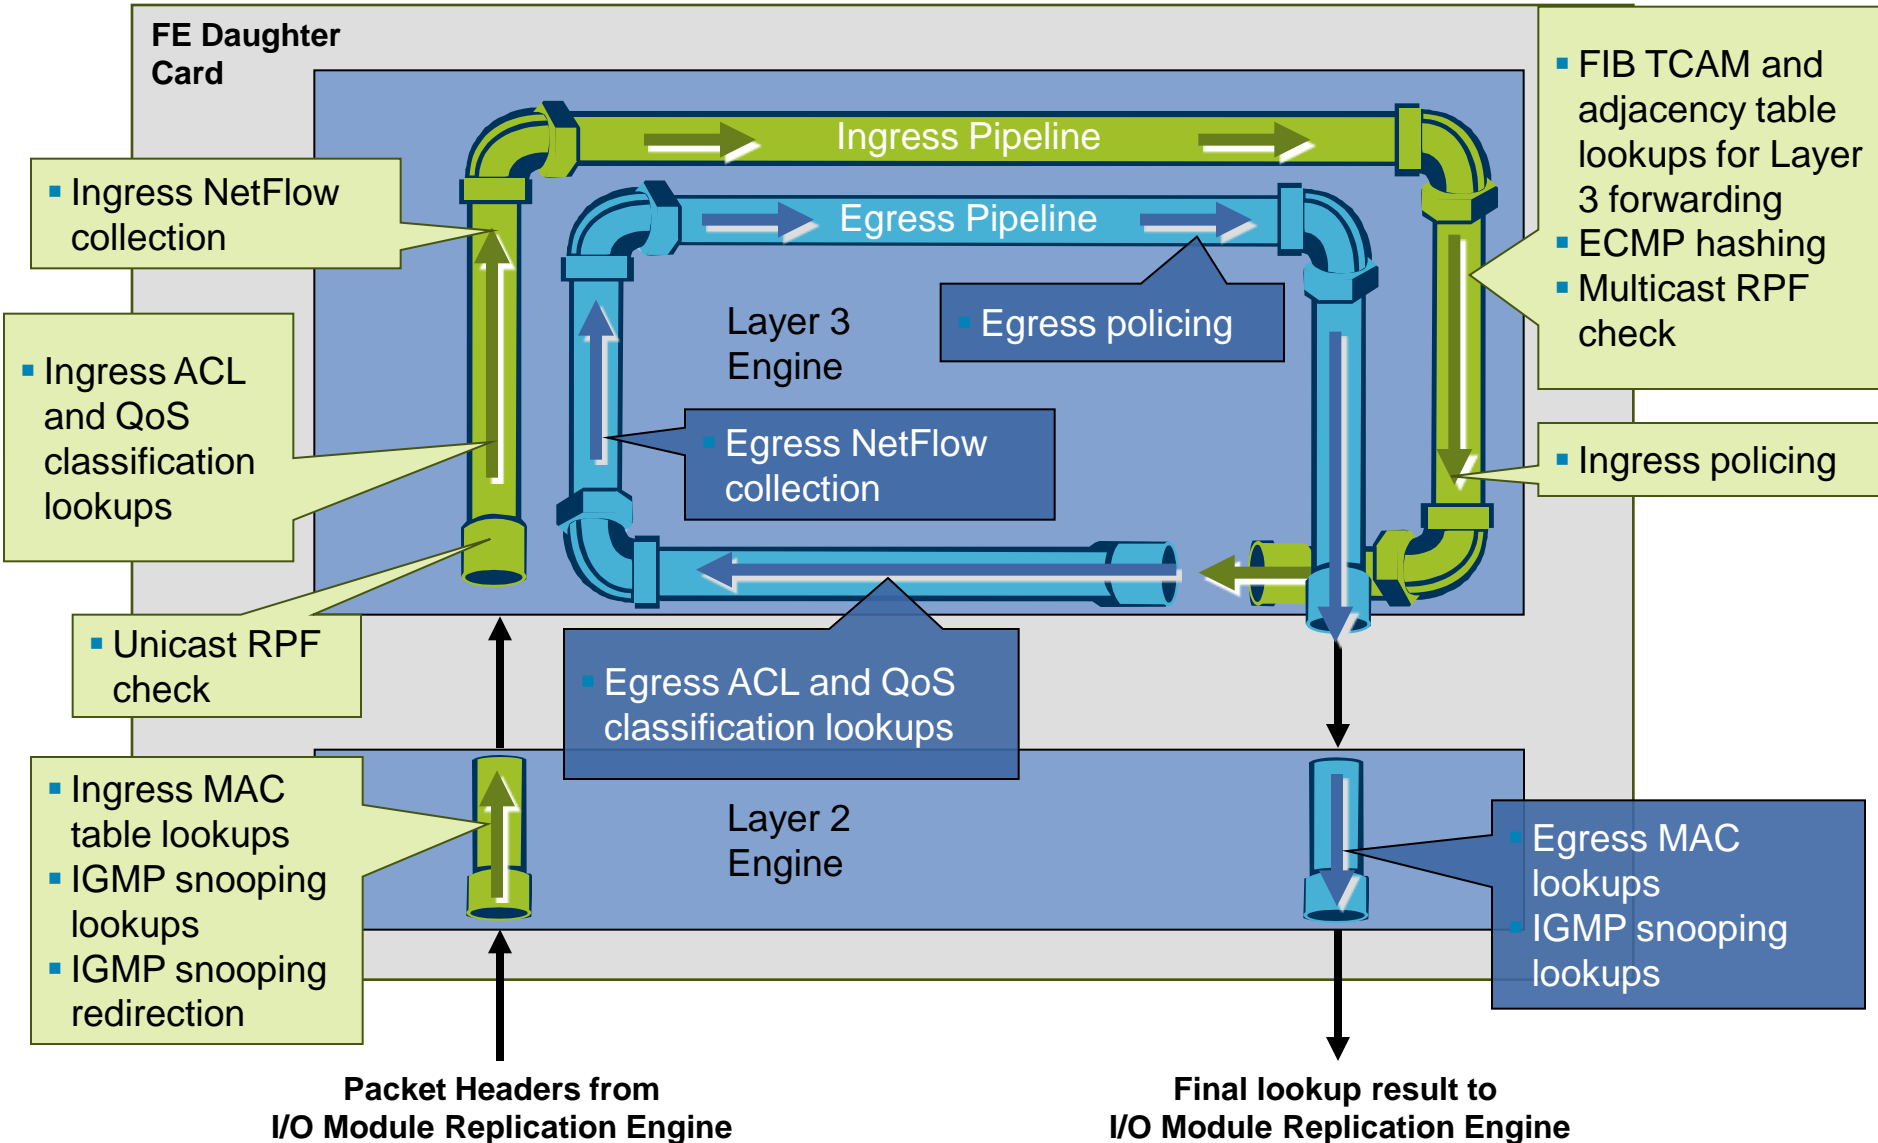 FE Daughter
Card
Ingress Pipeline
Egress Pipeline
▪ FIB TCAM and
adjacency table
lookups for Layer
3 forwarding
▪ ECMP hashing
▪ Multicast RPF
check
▪ Ingress NetFlow
collection
Layer 3
Engine
▪ Egress policing
▪ Ingress ACL
and QoS
classification
lookups
▪ Egress NetFlow
collection
▪ Ingress policing
▪ Unicast RPF
check
▪ Egress ACL and QoS
classification lookups
▪ Ingress MAC
table lookups
▪ IGMP snooping
lookups
▪ IGMP snooping
redirection
Layer 2
Engine
▪ Egress MAC
lookups
▪ IGMP snooping
lookups
Packet Headers from
I/O Module Replication Engine
Final lookup result to
I/O Module Replication Engine